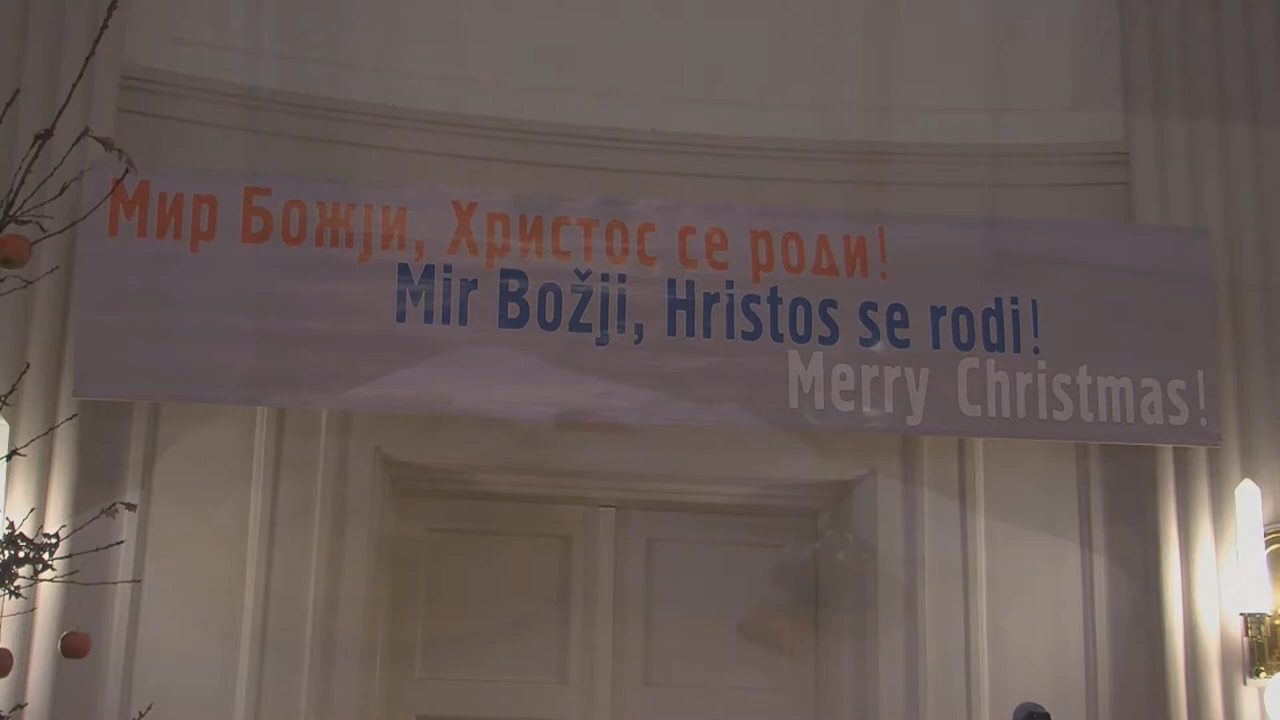 Мир Божји, Христос се роди!
Mir Božji, Hristos se rodi!
Merry Christmas!